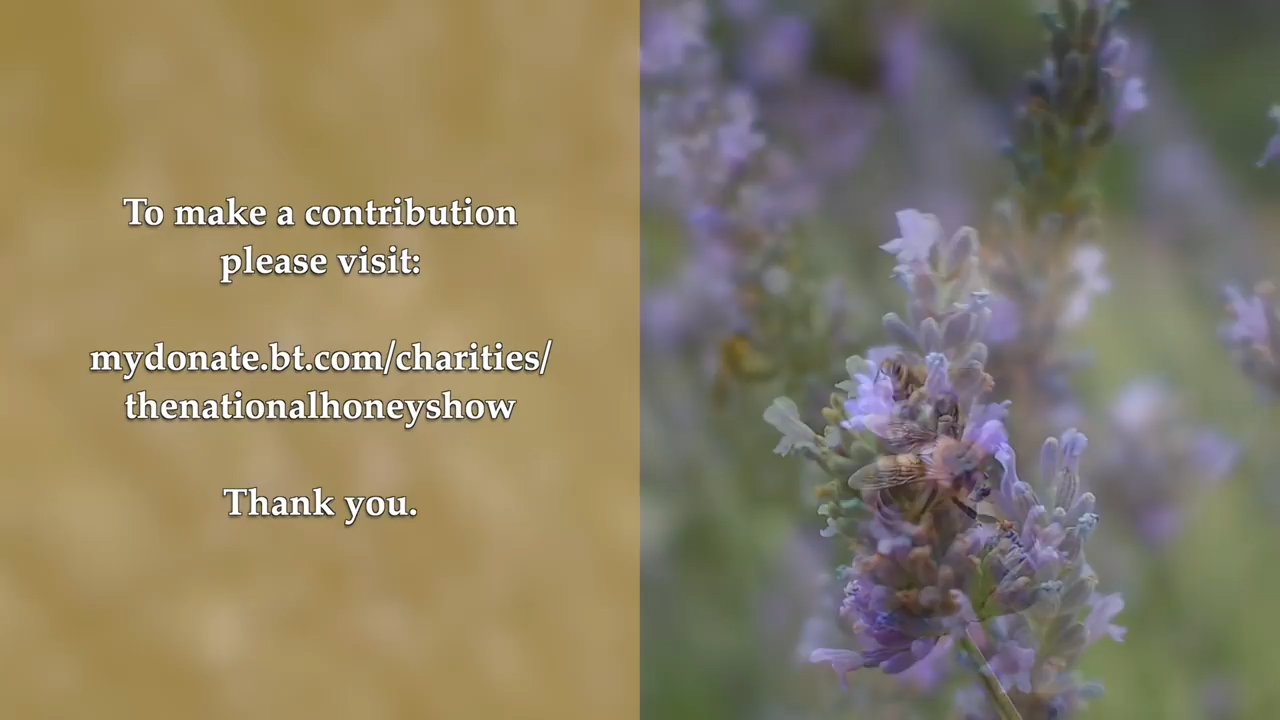 To make a contribution
please visit:
mydonate.bt.com/charities/
thenationalhoneyshow
Thank you.